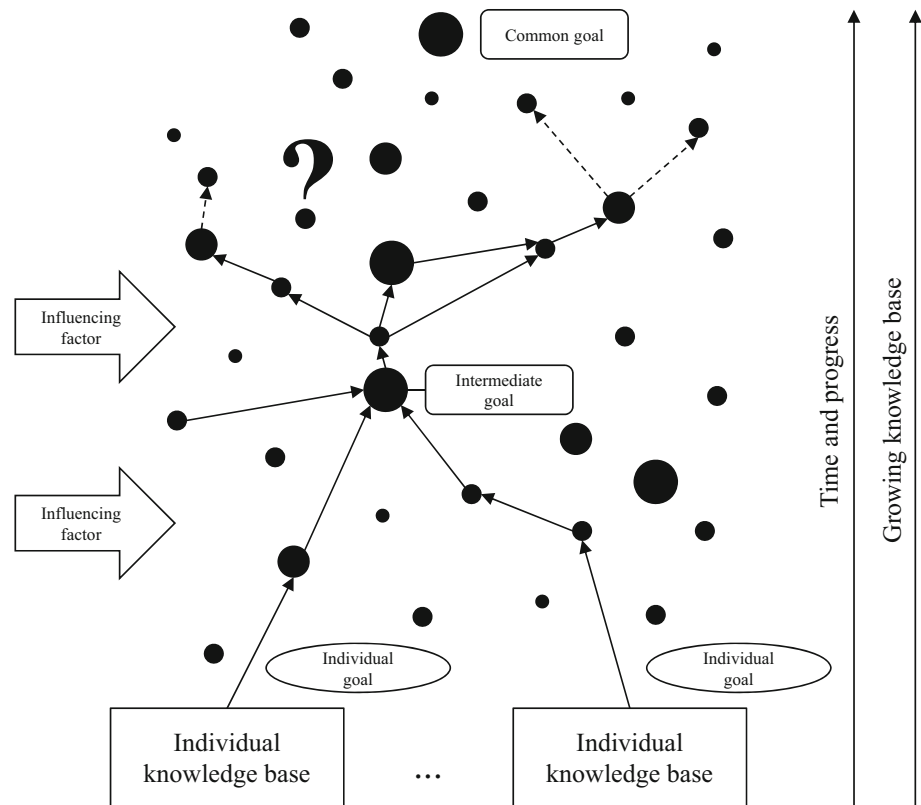 Common goal
?
Influencing
factor
Intermediate
goal
Influencing
factor
Individual
goal
Individual
goal
Individual
knowledge base
...
Individual
knowledge base
Time and progress
Growing knowledge base